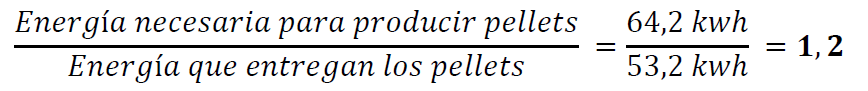 Energía necesaria para producir pellets / Energía que entregan los pellets = 64,2 kwh / 53,2 kwh = 1,2